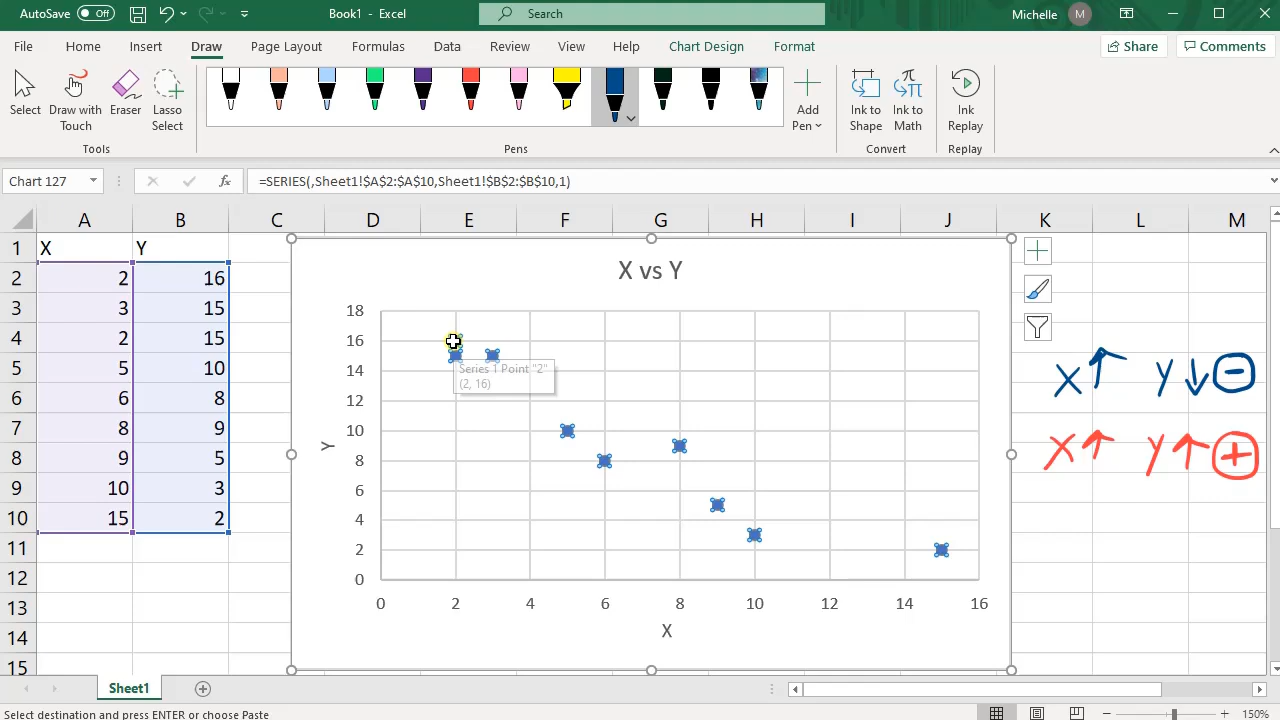 AutoSave Off Book1 - Excel Search Michelle M
File Home Insert Draw Page Layout Formulas Data Review View Help Chart Design Format Share Comments
Select Draw with Touch Eraser Lasso Select Add Pen Ink to Shape Ink to Math Ink Replay
Tools Pens Convert Replay
Chart 127 fx =SERIES(,Sheet1!$A$2:$A$10,Sheet1!$B$2:$B$10,1)
A B C D E F G H I J K L M
1 X Y
2 2 16
3 3 15
4 2 15
5 5 10
6 6 8
7 8 9
8 9 5
9 10 3
10 15 2
11
12
13
14
15
X vs Y
18
16
14
12
10
8
6
4
2
0
0 2 4 6 8 10 12 14 16
Y
X
Series 1 Point "2"
(2, 16)
X↑ Y↓ −
X↑ Y↑ +
Sheet1
Select destination and press ENTER or choose Paste 150%